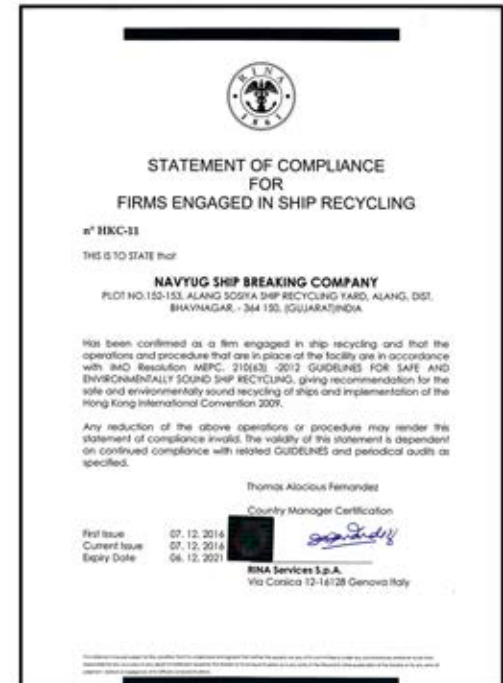 RINA
1861
STATEMENT OF COMPLIANCE
FOR
FIRMS ENGAGED IN SHIP RECYCLING
n° HKC-11
THIS IS TO STATE that
NAVYUG SHIP BREAKING COMPANY
PLOT NO.152-153, ALANG SOSIYA SHIP RECYCLING YARD, ALANG, DIST.
BHAVNAGAR, - 364 150, (GUJARAT)INDIA
Has been confirmed as a firm engaged in ship recycling and that the
operations and procedure that are in place at the facility are in accordance
with IMO Resolution MEPC. 210(63) -2012 GUIDELINES FOR SAFE AND
ENVIRONMENTALLY SOUND SHIP RECYCLING, giving recommendation for the
safe and environmentally sound recycling of ships and implementation of the
Hong Kong International Convention 2009.
Any reduction of the above operations or procedure may render this
statement of compliance invalid. The validity of this statement is dependent
on continued compliance with related GUIDELINES and periodical audits as
specified.
Thomas Alocious Fernandez
Country Manager Certification
First Issue 07. 12. 2016
Current Issue 07. 12. 2016
Expiry Date 06. 12. 2021
RINA Services S.p.A.
Via Corsica 12-16128 Genova Italy